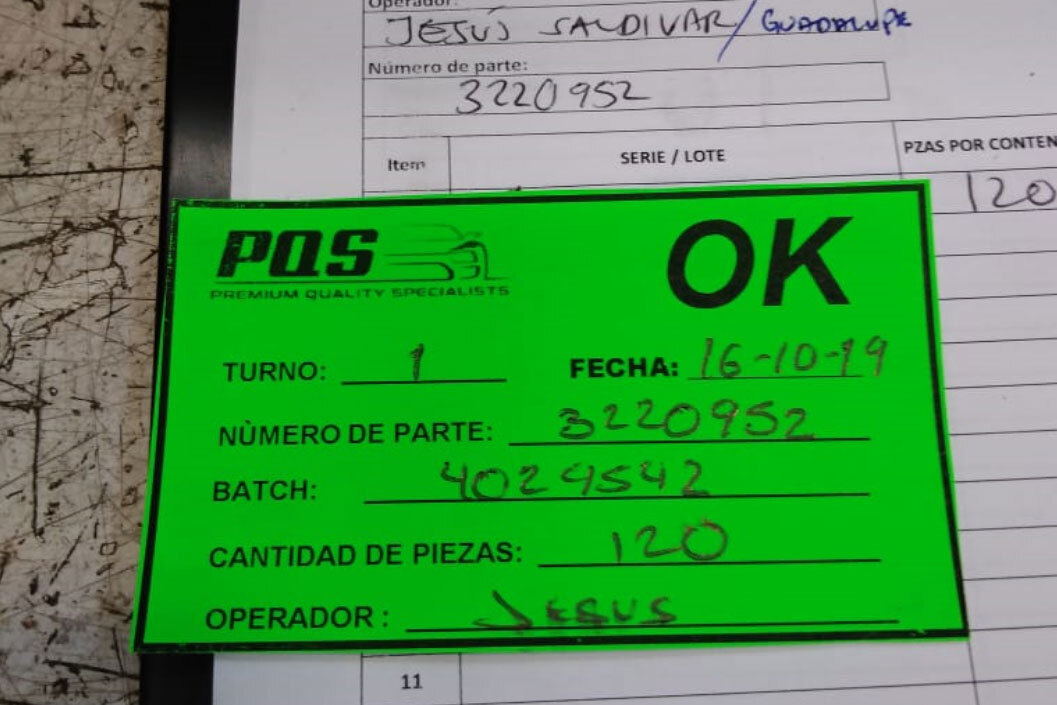 Operador:
JESÚS SALDIVAR / GUADALUPE
Número de parte:
3220952
Item SERIE / LOTE PZAS POR CONTEN
120
PQS OK
PREMIUM QUALITY SPECIALISTS
TURNO: 1 FECHA: 16-10-19
NÙMERO DE PARTE: 3220952
BATCH: 4029542
CANTIDAD DE PIEZAS: 120
OPERADOR : JESUS
11